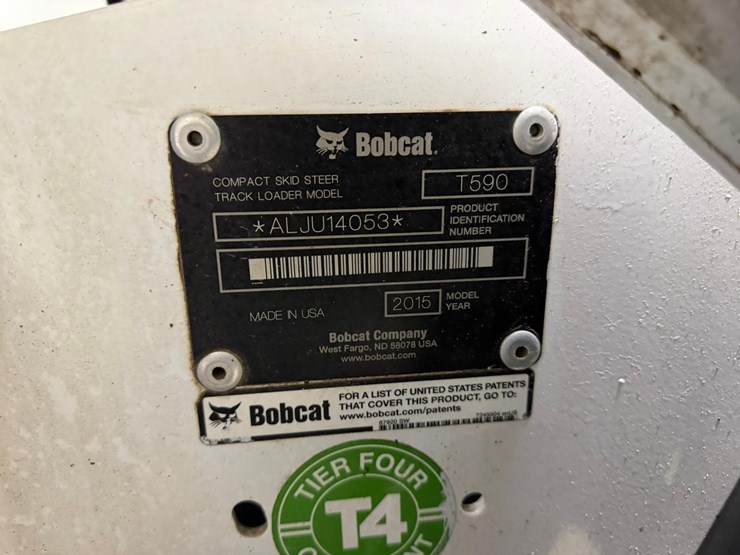 Bobcat.
COMPACT SKID STEER
TRACK LOADER MODEL
T590
*ALJU14053*
PRODUCT
IDENTIFICATION
NUMBER
MADE IN USA
2015
MODEL
YEAR
Bobcat Company
West Fargo, ND 58078 USA
www.bobcat.com
Bobcat
FOR A LIST OF UNITED STATES PATENTS
THAT COVER THIS PRODUCT, GO TO:
www.bobcat.com/patents
TIER FOUR
T4